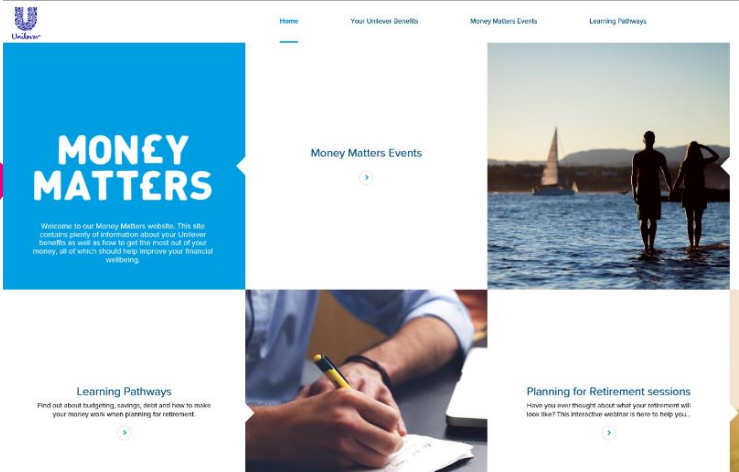 Unilever
Home
Your Unilever Benefits
Money Matters Events
Learning Pathways
MON£Y
MATT£RS
Welcome to our Money Matters website. This site
contains plenty of information about your Unilever
benefits as well as how to get the most out of your
money, all of which should help improve your financial
wellbeing.
Money Matters Events
Learning Pathways
Find out about budgeting, savings, debt and how to make
your money work when planning for retirement.
Planning for Retirement sessions
Have you ever thought about what your retirement will
look like? This interactive webinar is here to help you...